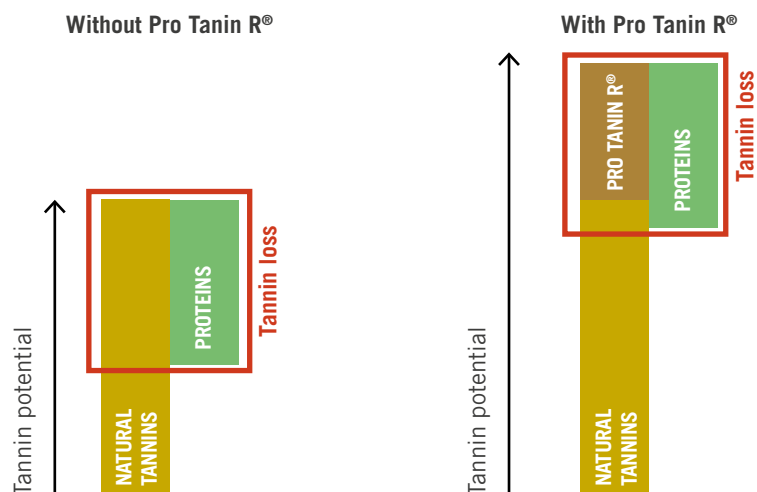 Without Pro Tanin R®
Tannin potential
NATURAL
TANNINS
PROTEINS
Tannin loss
With Pro Tanin R®
Tannin potential
NATURAL
TANNINS
PRO TANIN R®
PROTEINS
Tannin loss